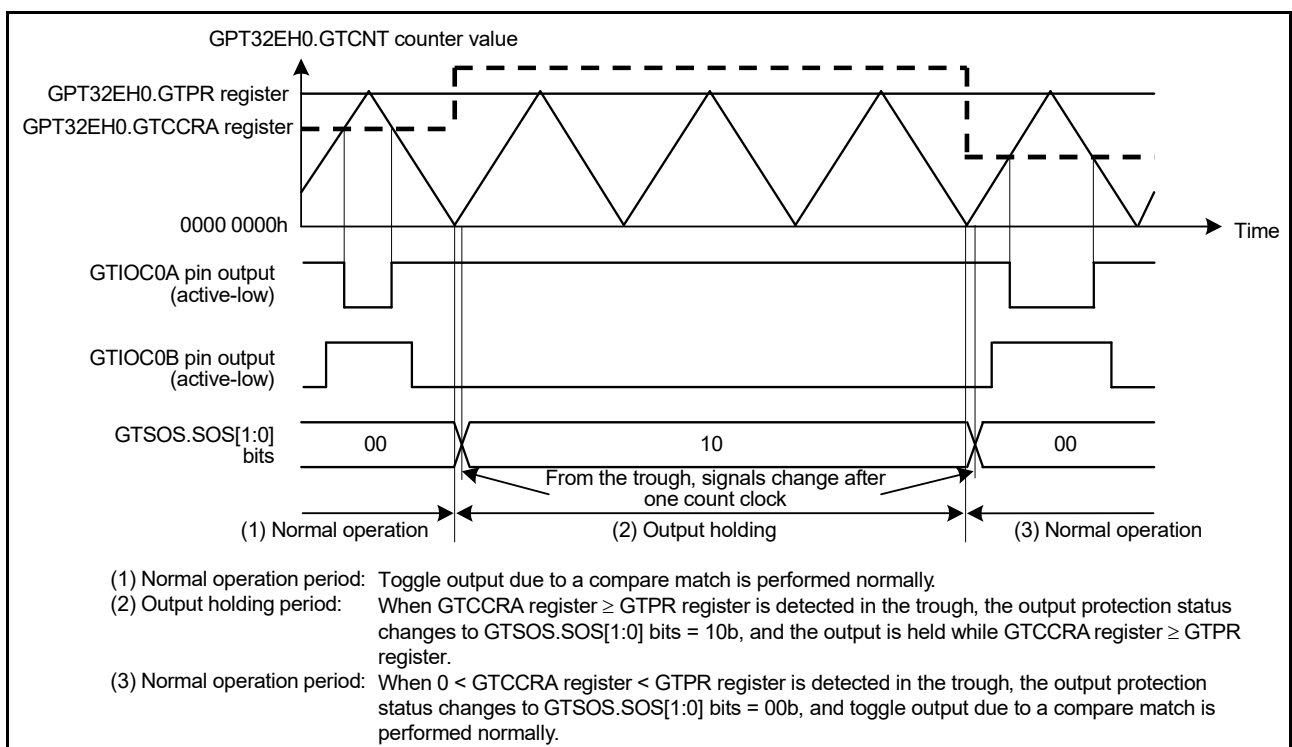 GPT32EH0.GTCNT counter value
GPT32EH0.GTPR register
GPT32EH0.GTCCRA register
0000 0000h
Time
GTIOC0A pin output
(active-low)
GTIOC0B pin output
(active-low)
GTSOS.SOS[1:0]
bits
00
10
00
From the trough, signals change after
one count clock
(1) Normal operation
(2) Output holding
(3) Normal operation
(1) Normal operation period: Toggle output due to a compare match is performed normally.
(2) Output holding period: When GTCCRA register ≥ GTPR register is detected in the trough, the output protection status
changes to GTSOS.SOS[1:0] bits = 10b, and the output is held while GTCCRA register ≥ GTPR
register.
(3) Normal operation period: When 0 < GTCCRA register < GTPR register is detected in the trough, the output protection
status changes to GTSOS.SOS[1:0] bits = 00b, and toggle output due to a compare match is
performed normally.